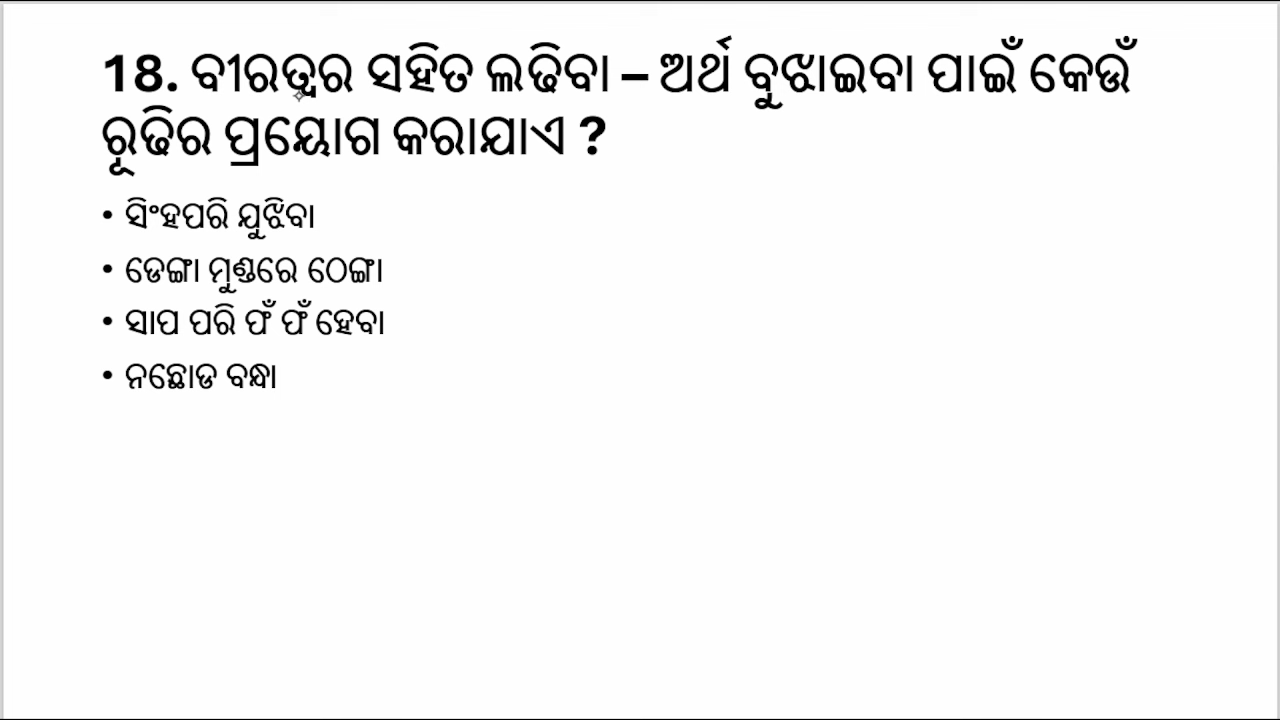 18. ବୀରତ୍ୱର ସହିତ ଲଢିବା – ଅର୍ଥ ବୁଝାଇବା ପାଇଁ କେଉଁ
ରୂଢିର ପ୍ରୟୋଗ କରାଯାଏ ?
• ସିଂହପରି ଯୁଝିବା
• ଡେଙ୍ଗା ମୁଣ୍ଡରେ ଠେଙ୍ଗା
• ସାପ ପରି ଫଁ ଫଁ ହେବା
• ନଛୋଡ ବନ୍ଧା